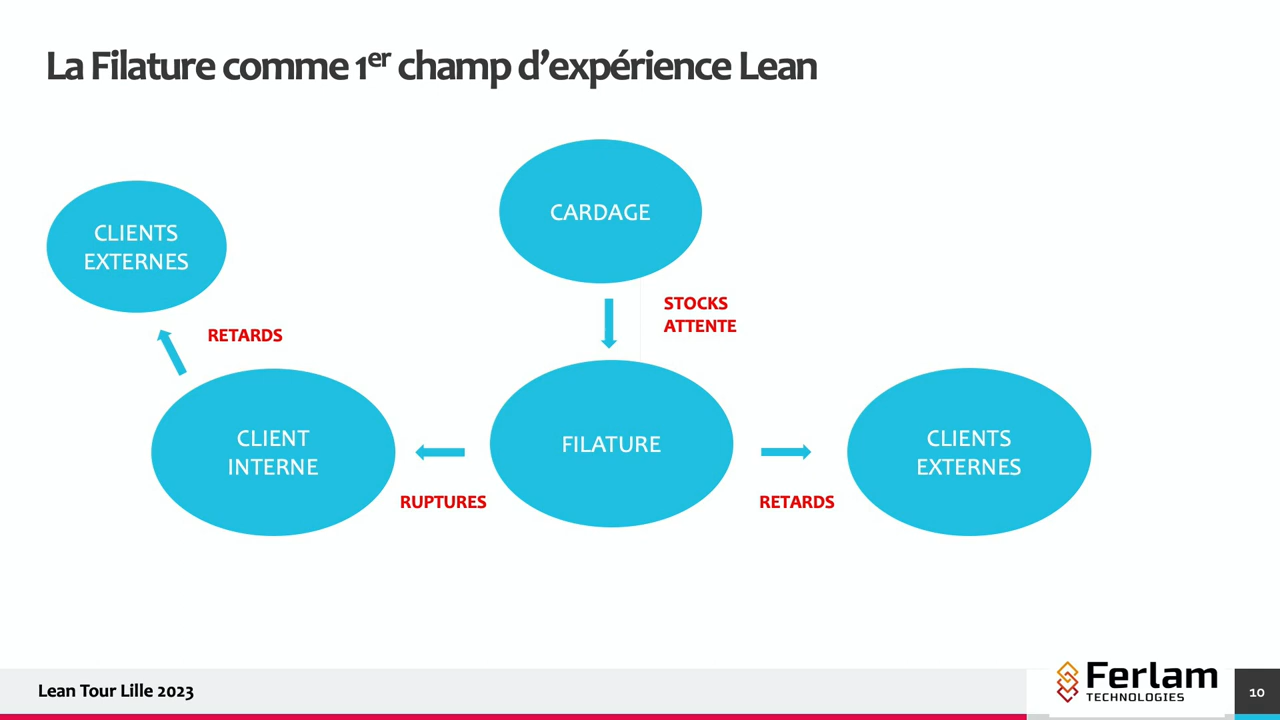 La Filature comme 1er champ d’expérience Lean
CARDAGE
CLIENTS
EXTERNES
STOCKS
ATTENTE
RETARDS
CLIENT
INTERNE
FILATURE
CLIENTS
EXTERNES
RUPTURES
RETARDS
Lean Tour Lille 2023
Ferlam
TECHNOLOGIES
10